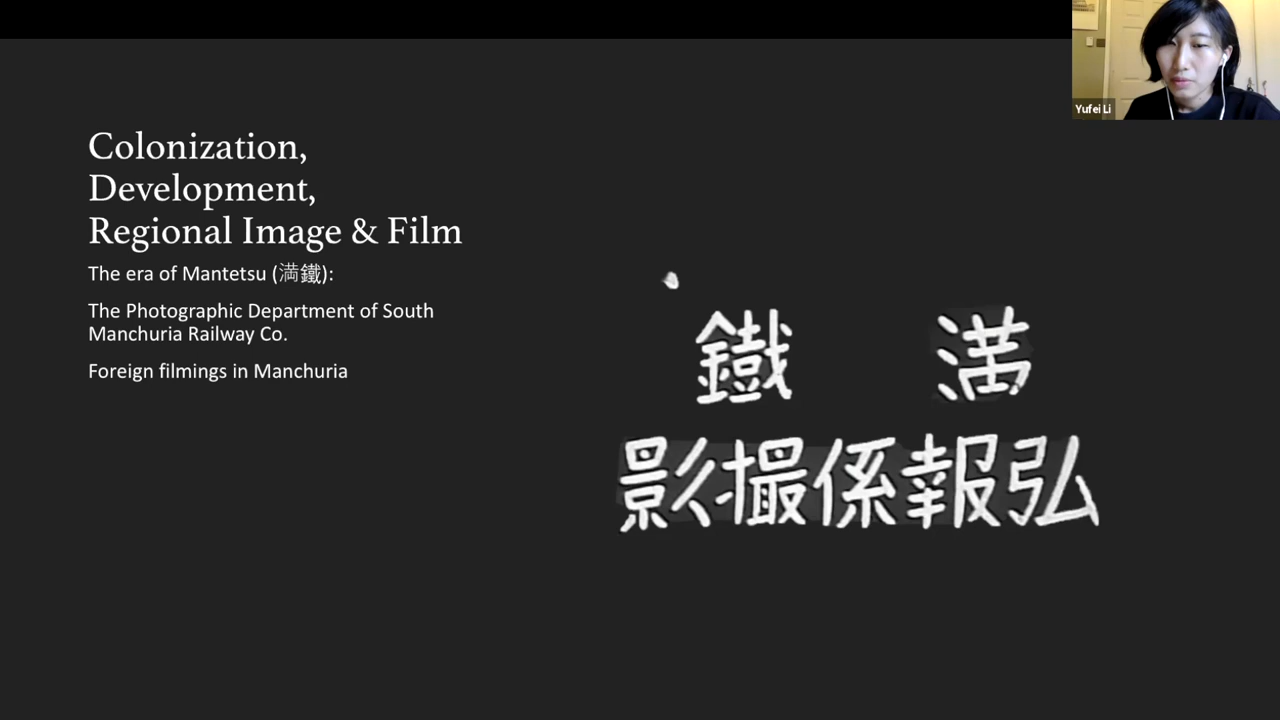 Colonization,
Development,
Regional Image & Film
The era of Mantetsu (満鐵):
The Photographic Department of South
Manchuria Railway Co.
Foreign filmings in Manchuria
鐵 満
影撮係報弘
Yufei Li